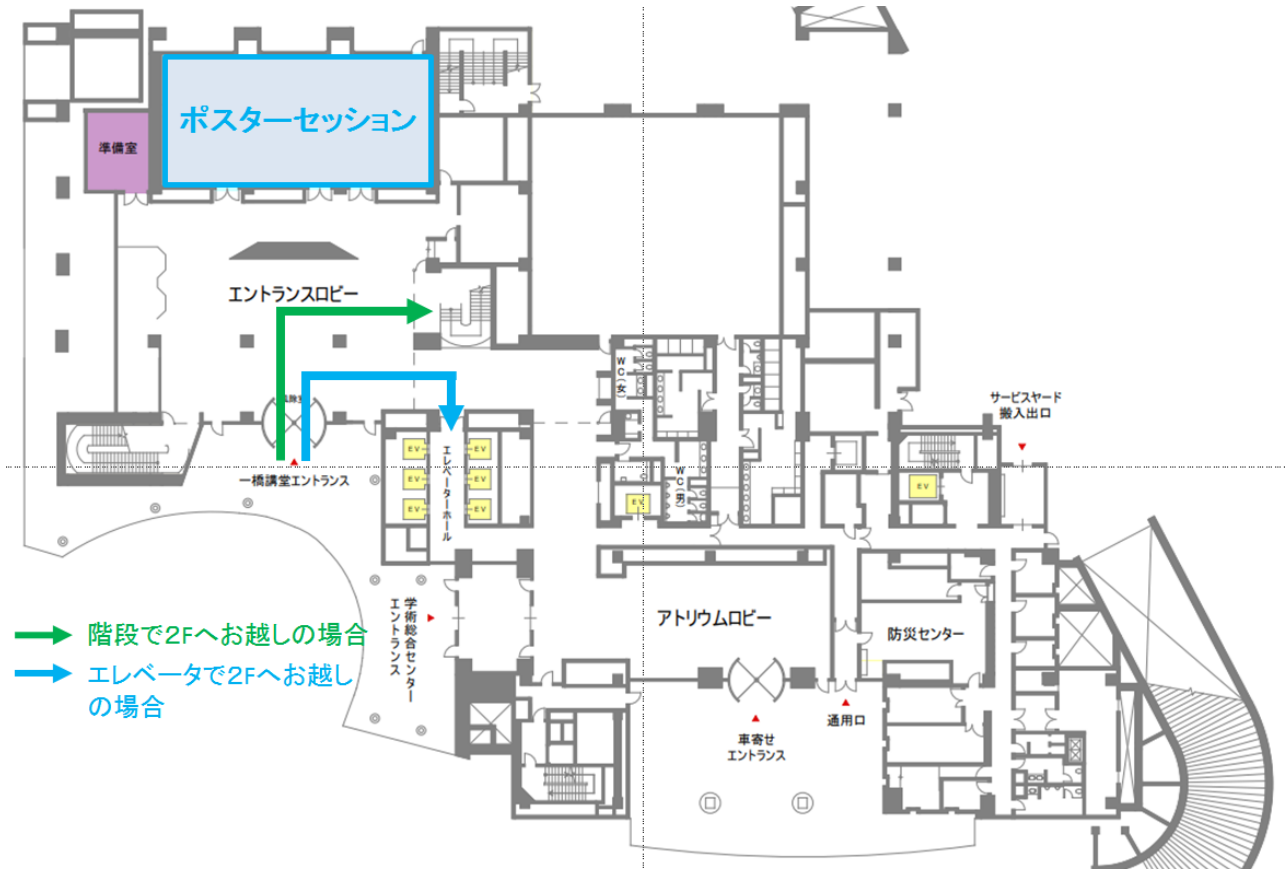 ポスターセッション
準備室
エントランスロビー
WC(女)
サービスヤード
搬入出口
EV
EV
EV
EV
EV
EV
エレベーターホール
一橋講堂エントランス
WC(男)
EV
EV
学術総合センター
エントランス
アトリウムロビー
防災センター
階段で2Fへお越しの場合
エレベータで2Fへお越し
の場合
通用口
車寄せ
エントランス